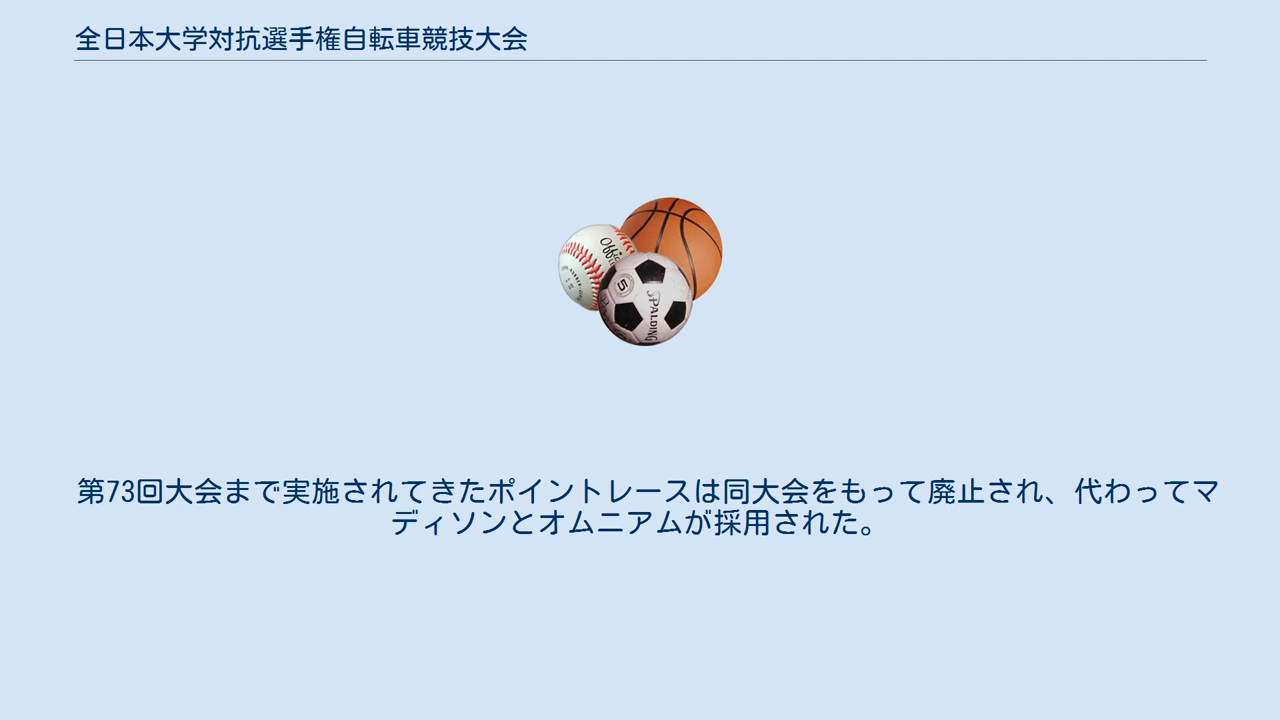 全日本大学対抗選手権自転車競技大会
Offic
5
SPALDING
第73回大会まで実施されてきたポイントレースは同大会をもって廃止され、代わってマ
ディソンとオムニアムが採用された。